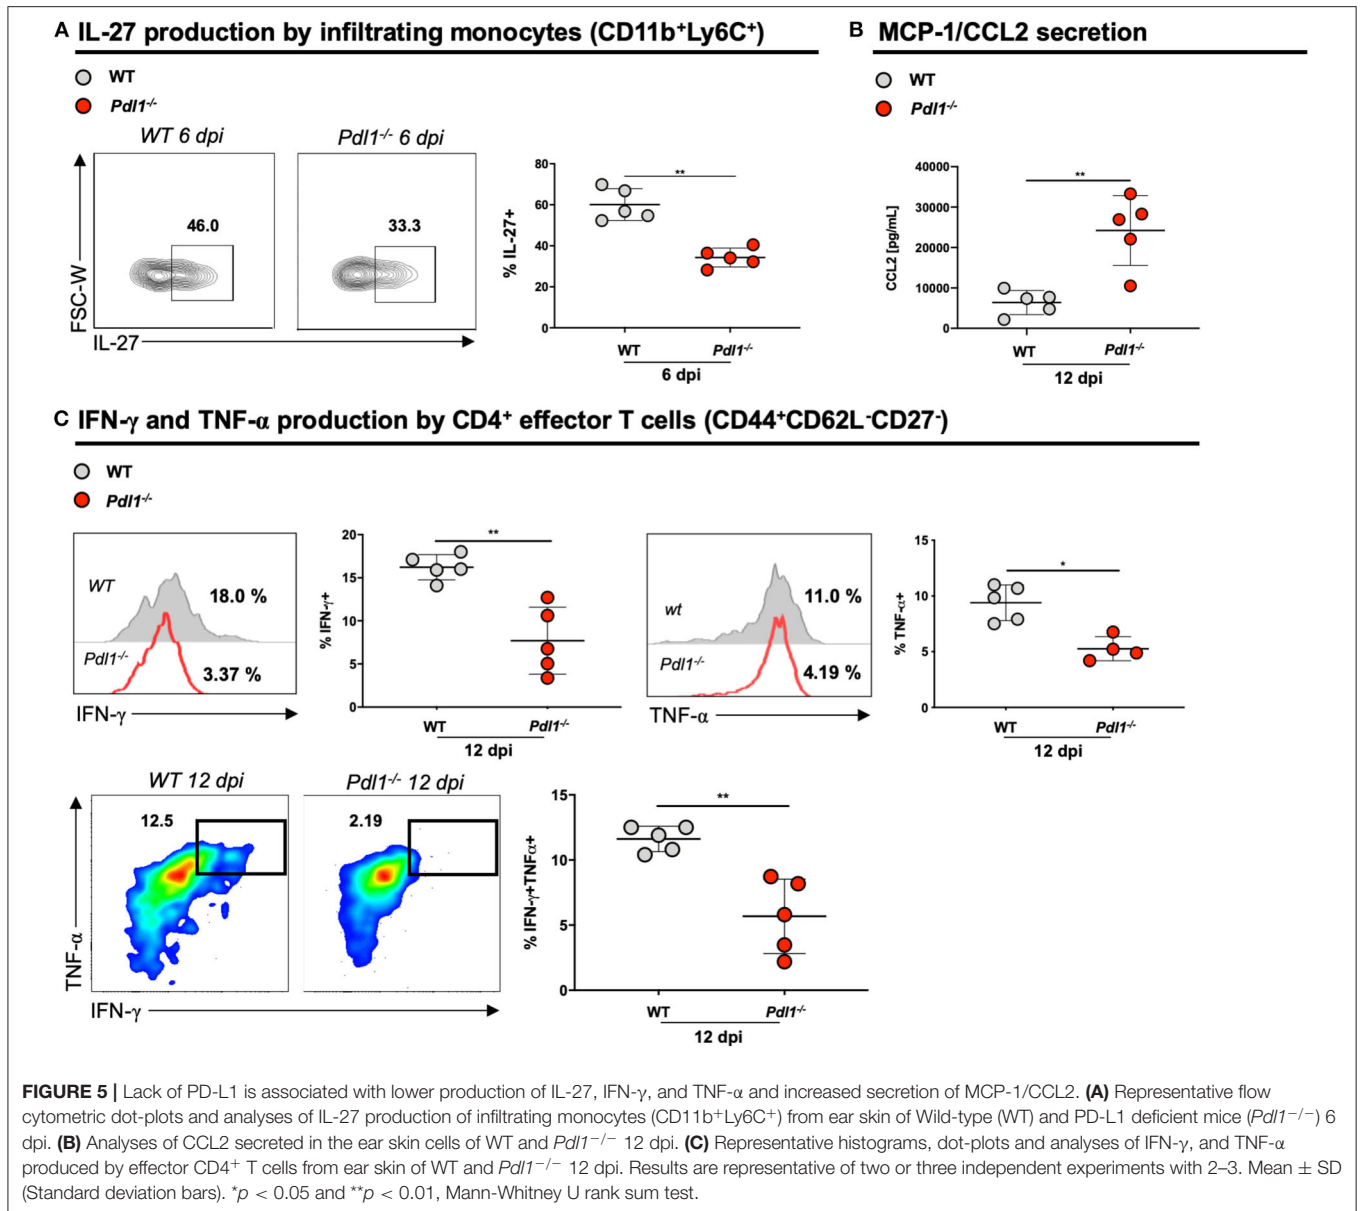 A IL-27 production by infiltrating monocytes (CD11b⁺Ly6C⁺)
WT
Pdl1⁻/⁻
WT 6 dpi
Pdl1⁻/⁻ 6 dpi
46.0
33.3
FSC-W
IL-27
% IL-27+
80
60
40
20
0
**
WT
Pdl1⁻/⁻
6 dpi
B MCP-1/CCL2 secretion
WT
Pdl1⁻/⁻
CCL2 [pg/mL]
40000
30000
20000
10000
0
**
WT
Pdl1⁻/⁻
12 dpi
C IFN-γ and TNF-α production by CD4⁺ effector T cells (CD44⁺CD62L⁻CD27⁻)
WT
Pdl1⁻/⁻
WT
18.0 %
Pdl1⁻/⁻
3.37 %
IFN-γ
% IFN-γ+
20
15
10
5
0
**
WT
Pdl1⁻/⁻
12 dpi
wt
11.0 %
Pdl1⁻/⁻
4.19 %
TNF-α
% TNF-α+
15
10
5
0
*
WT
Pdl1⁻/⁻
12 dpi
WT 12 dpi
Pdl1⁻/⁻ 12 dpi
12.5
2.19
TNF-α
IFN-γ
% IFN-γ+TNFα+
15
10
5
0
**
WT
Pdl1⁻/⁻
12 dpi
FIGURE 5 | Lack of PD-L1 is associated with lower production of IL-27, IFN-γ, and TNF-α and increased secretion of MCP-1/CCL2. (A) Representative flow
cytometric dot-plots and analyses of IL-27 production of infiltrating monocytes (CD11b⁺Ly6C⁺) from ear skin of Wild-type (WT) and PD-L1 deficient mice (Pdl1⁻/⁻) 6
dpi. (B) Analyses of CCL2 secreted in the ear skin cells of WT and Pdl1⁻/⁻ 12 dpi. (C) Representative histograms, dot-plots and analyses of IFN-γ, and TNF-α
produced by effector CD4⁺ T cells from ear skin of WT and Pdl1⁻/⁻ 12 dpi. Results are representative of two or three independent experiments with 2–3. Mean ± SD
(Standard deviation bars). *p < 0.05 and **p < 0.01, Mann-Whitney U rank sum test.